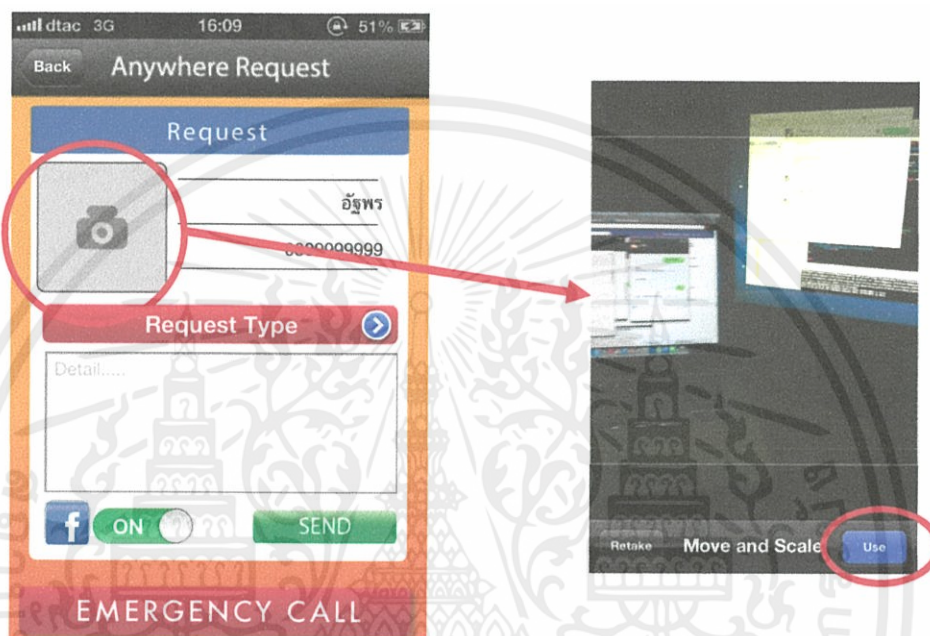 dtac 3G 16:09 51%
Back Anywhere Request
Request
อัฐพร
Request Type
Detail.....
f ON SEND
EMERGENCY CALL
Retake Move and Scale Use